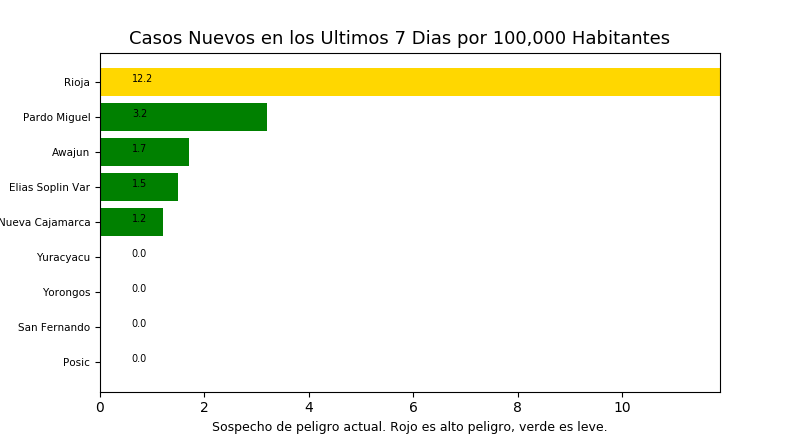 Casos Nuevos en los Ultimos 7 Dias por 100,000 Habitantes
Rioja 12.2
Pardo Miguel 3.2
Awajun 1.7
Elias Soplin Var 1.5
Nueva Cajamarca 1.2
Yuracyacu 0.0
Yorongos 0.0
San Fernando 0.0
Posic 0.0
0 2 4 6 8 10
Sospecho de peligro actual. Rojo es alto peligro, verde es leve.